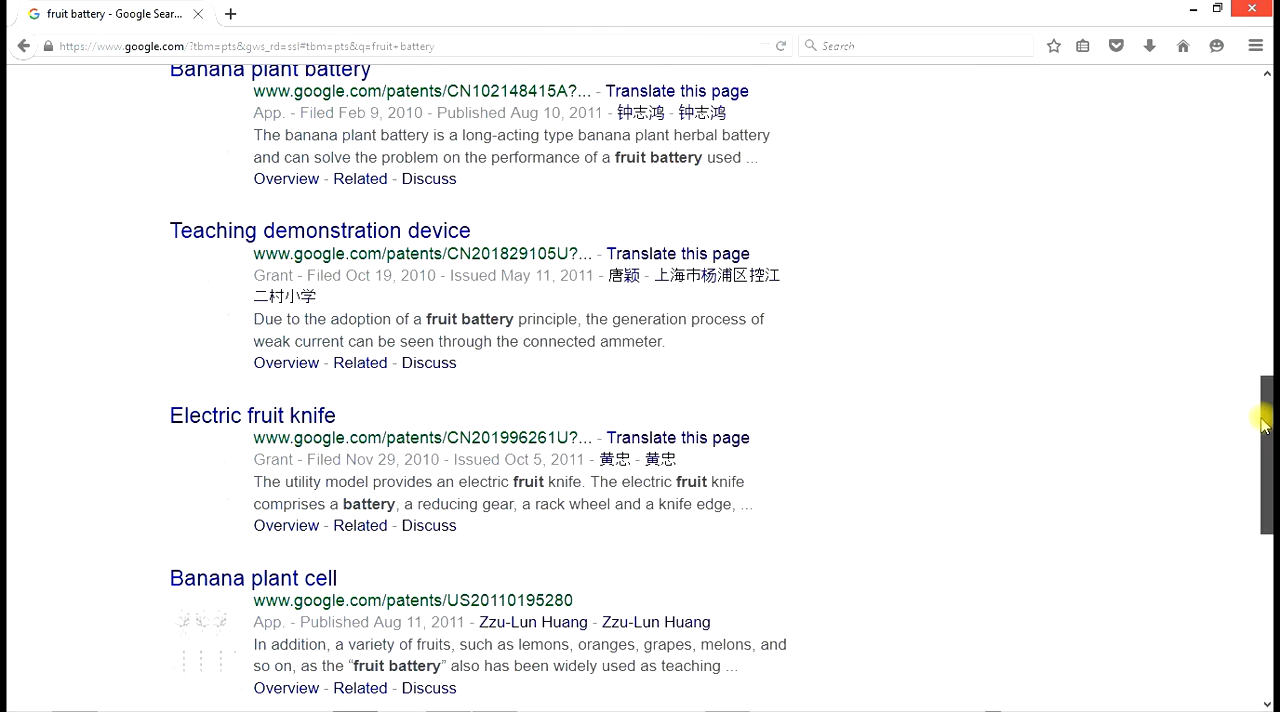 fruit battery - Google Sear...
https://www.google.com/?tbm=pts&gws_rd=ssl#tbm=pts&q=fruit+battery
Search
Banana plant battery
www.google.com/patents/CN102148415A?... - Translate this page
App. - Filed Feb 9, 2010 - Published Aug 10, 2011 - 钟志鸿 - 钟志鸿
The banana plant battery is a long-acting type banana plant herbal battery
and can solve the problem on the performance of a fruit battery used ...
Overview - Related - Discuss
Teaching demonstration device
www.google.com/patents/CN201829105U?... - Translate this page
Grant - Filed Oct 19, 2010 - Issued May 11, 2011 - 唐颖 - 上海市杨浦区控江
二村小学
Due to the adoption of a fruit battery principle, the generation process of
weak current can be seen through the connected ammeter.
Overview - Related - Discuss
Electric fruit knife
www.google.com/patents/CN201996261U?... - Translate this page
Grant - Filed Nov 29, 2010 - Issued Oct 5, 2011 - 黄忠 - 黄忠
The utility model provides an electric fruit knife. The electric fruit knife
comprises a battery, a reducing gear, a rack wheel and a knife edge, ...
Overview - Related - Discuss
Banana plant cell
www.google.com/patents/US20110195280
App. - Published Aug 11, 2011 - Zzu-Lun Huang - Zzu-Lun Huang
In addition, a variety of fruits, such as lemons, oranges, grapes, melons, and
so on, as the “fruit battery” also has been widely used as teaching ...
Overview - Related - Discuss